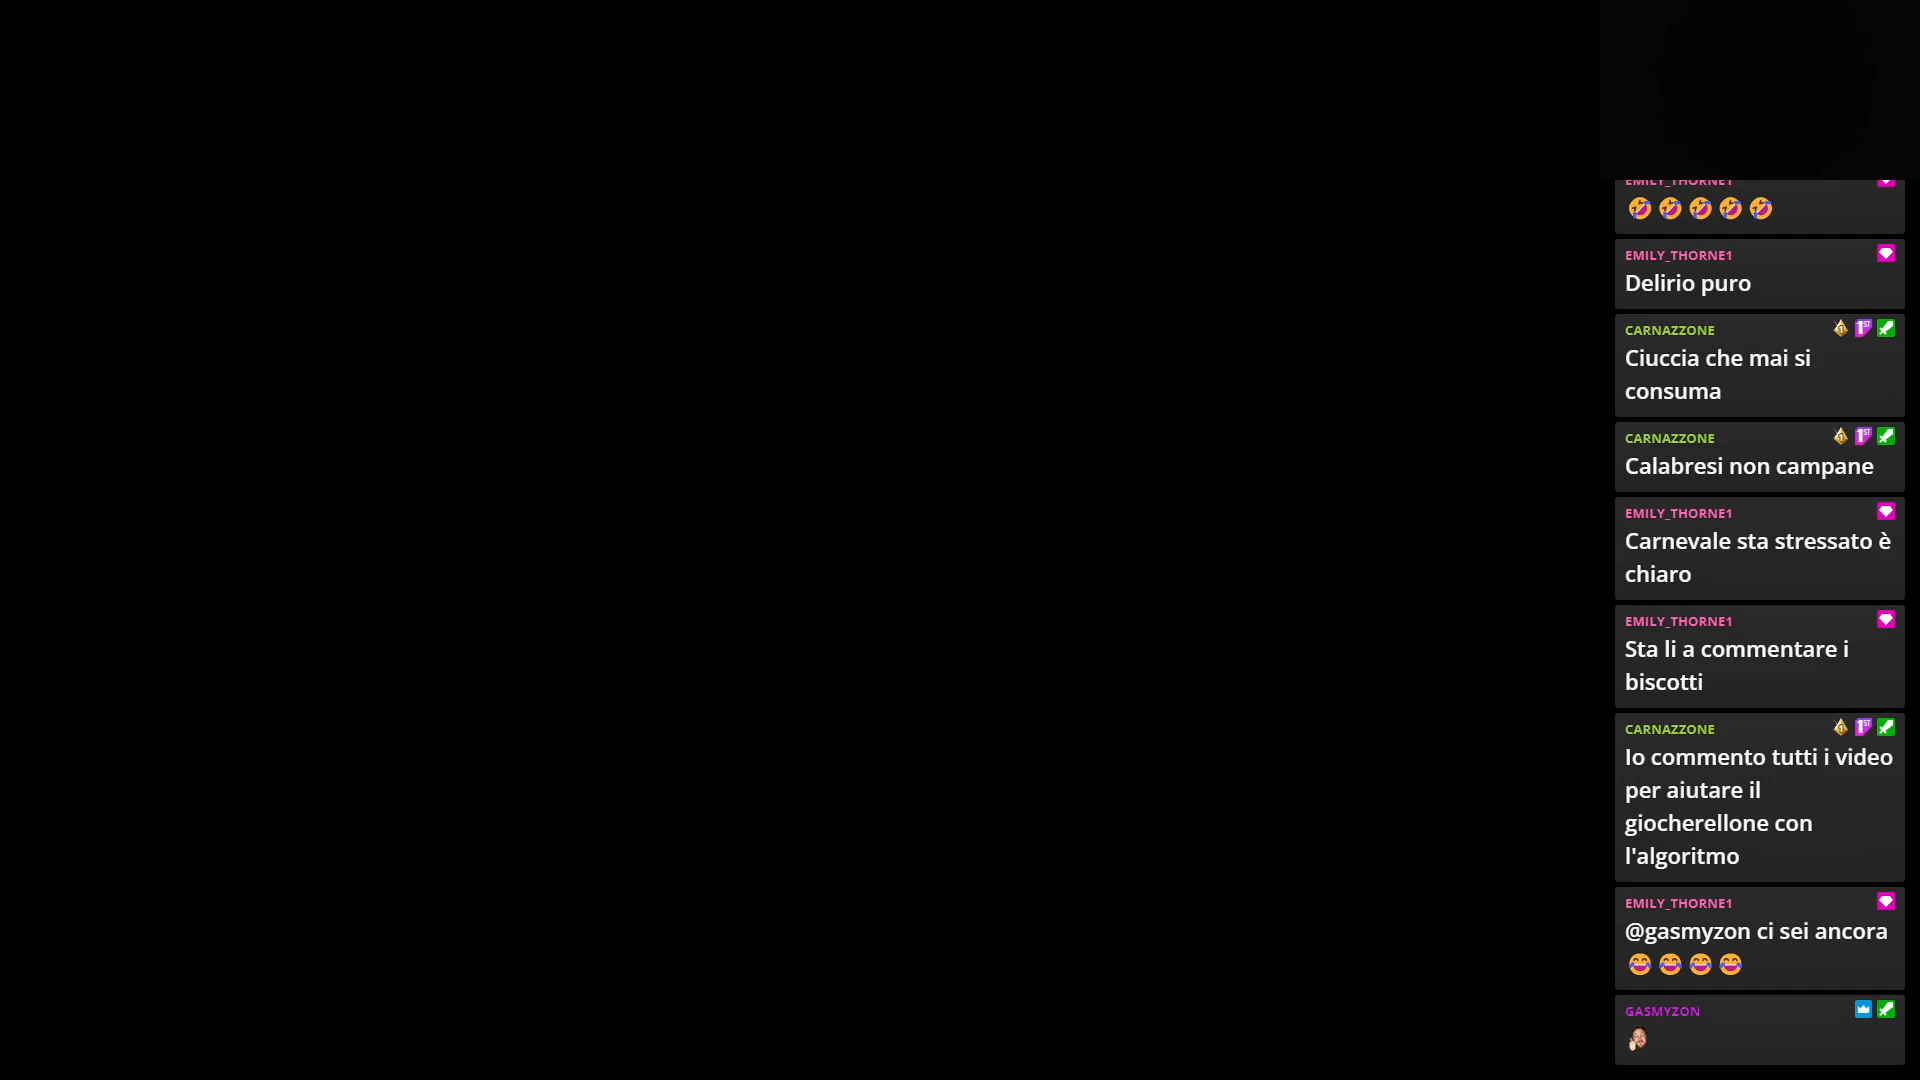 EMILY_THORNE1
🤣 🤣 🤣 🤣 🤣
EMILY_THORNE1
Delirio puro
CARNAZZONE
Ciuccia che mai si
consuma
CARNAZZONE
Calabresi non campane
EMILY_THORNE1
Carnevale sta stressato è
chiaro
EMILY_THORNE1
Sta li a commentare i
biscotti
CARNAZZONE
Io commento tutti i video
per aiutare il
giocherellone con
l'algoritmo
EMILY_THORNE1
@gasmyzon ci sei ancora
😂 😂 😂 😂
GASMYZON